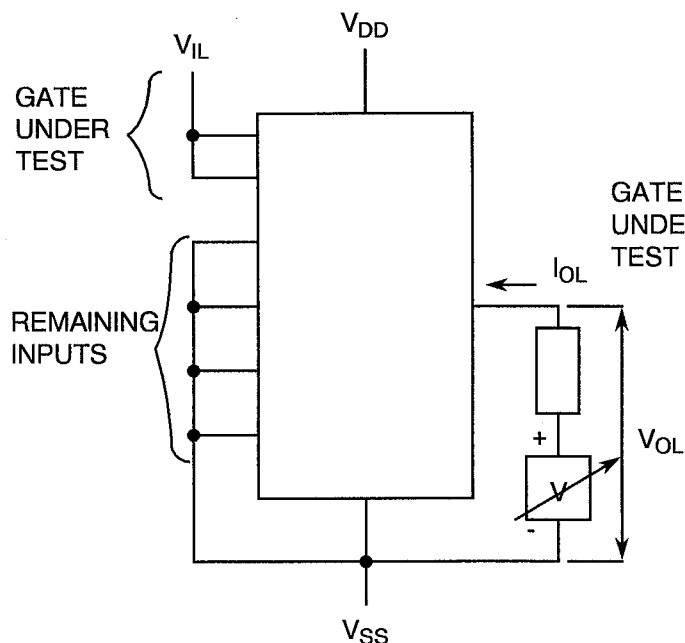 V_IL
V_DD
GATE
UNDER
TEST
GATE
UNDE
TEST
I_OL
REMAINING
INPUTS
+
V_OL
V
-
V_SS